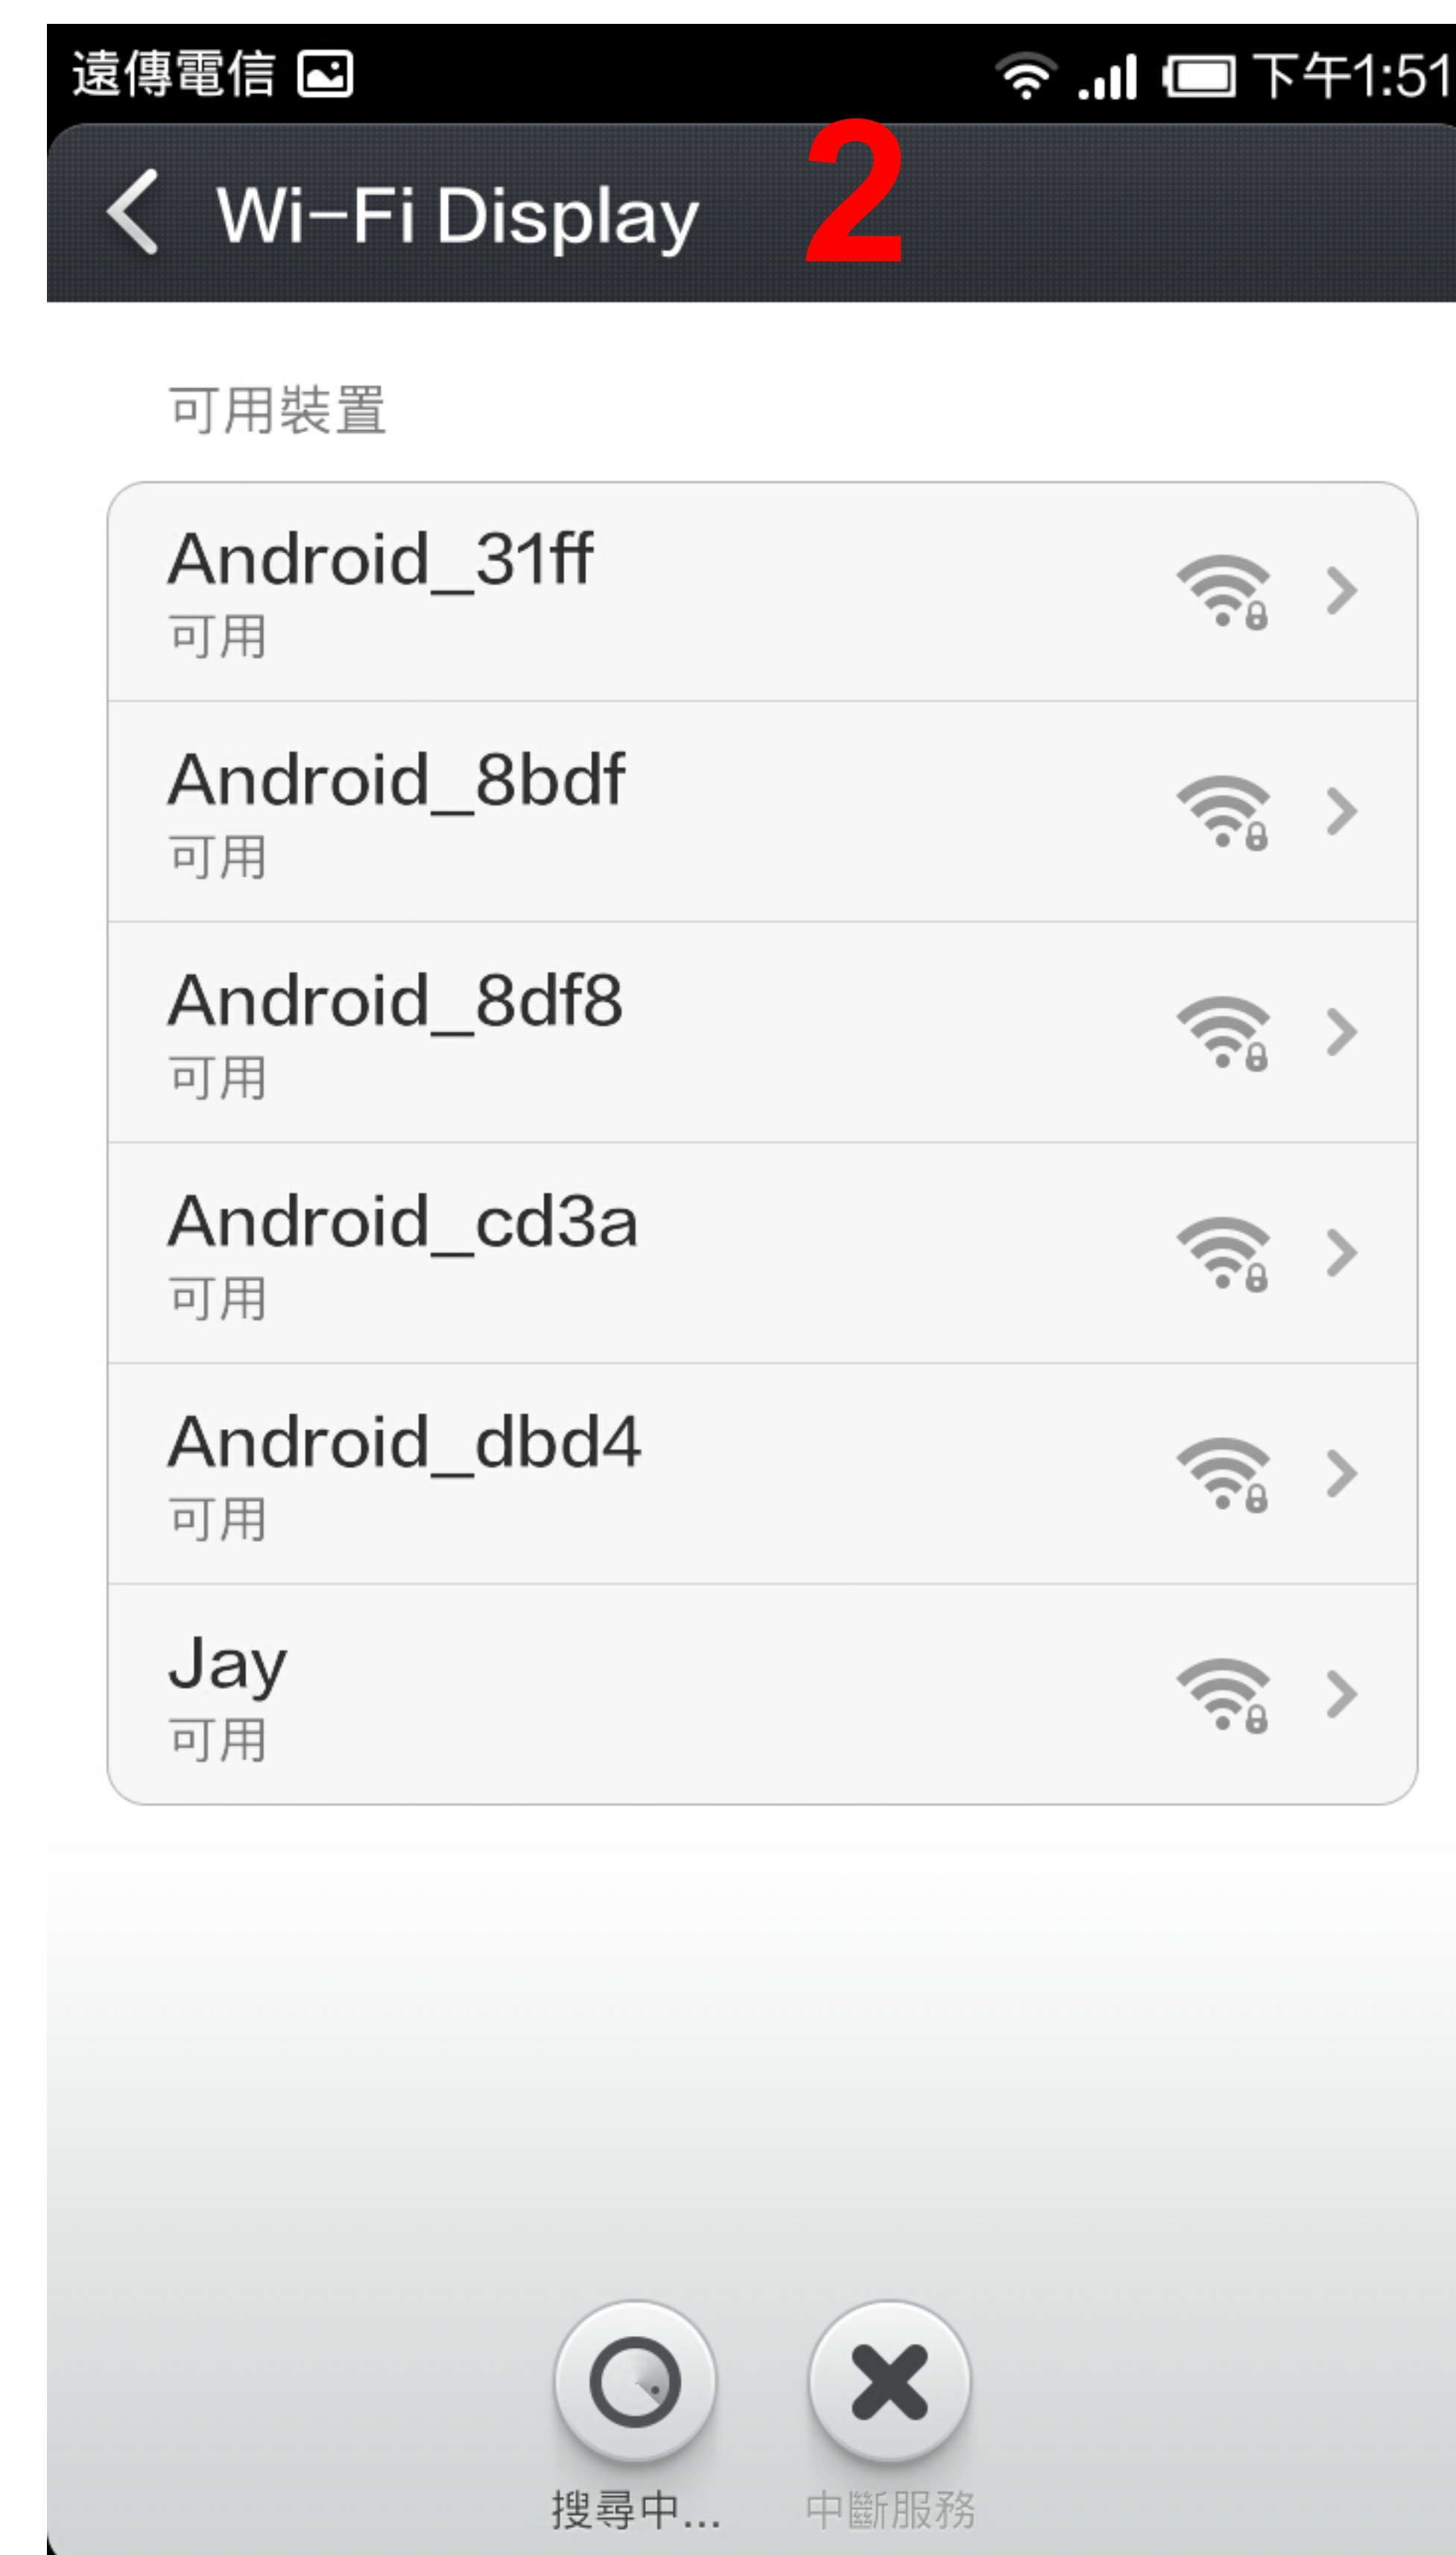 遠傳電信 下午1:51
Wi-Fi Display 2
可用裝置
Android_31ff
可用
Android_8bdf
可用
Android_8df8
可用
Android_cd3a
可用
Android_dbd4
可用
Jay
可用
搜尋中... 中斷服務